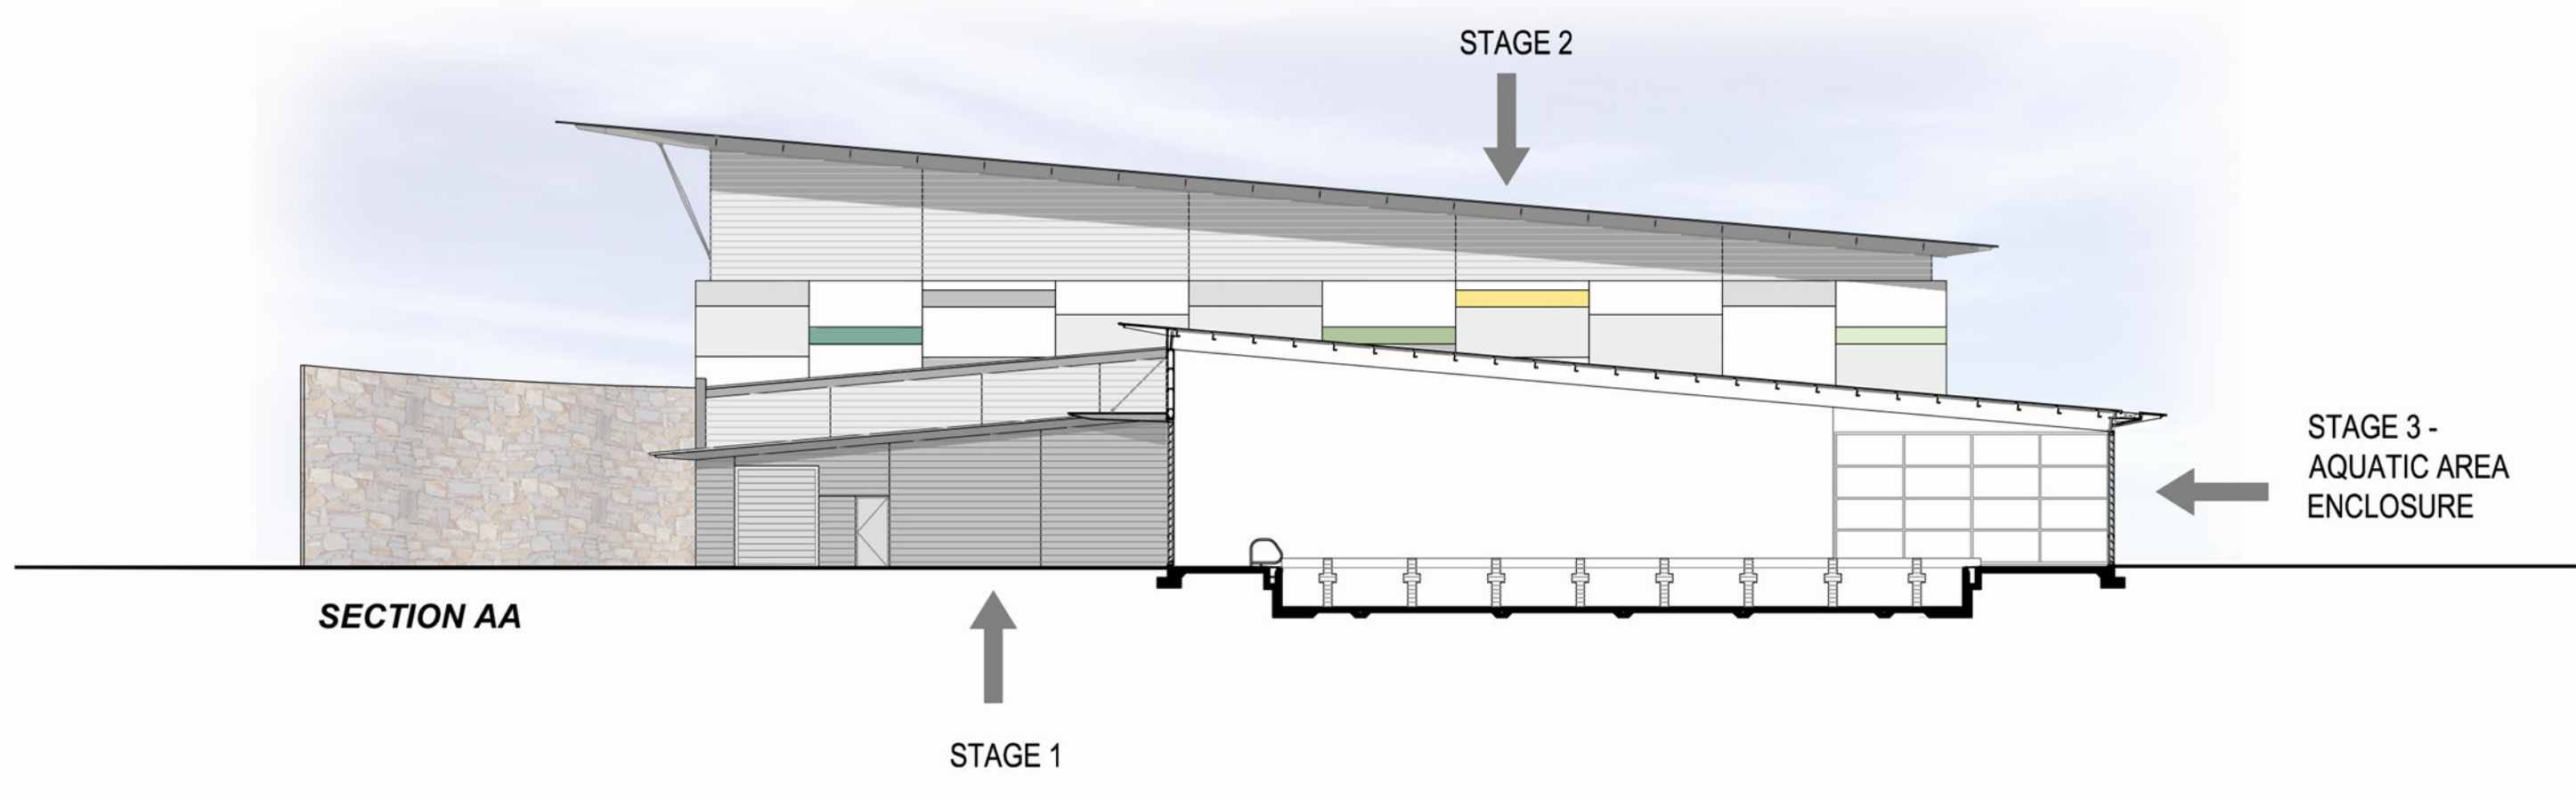 STAGE 2
STAGE 3 -
AQUATIC AREA
ENCLOSURE
SECTION AA
STAGE 1